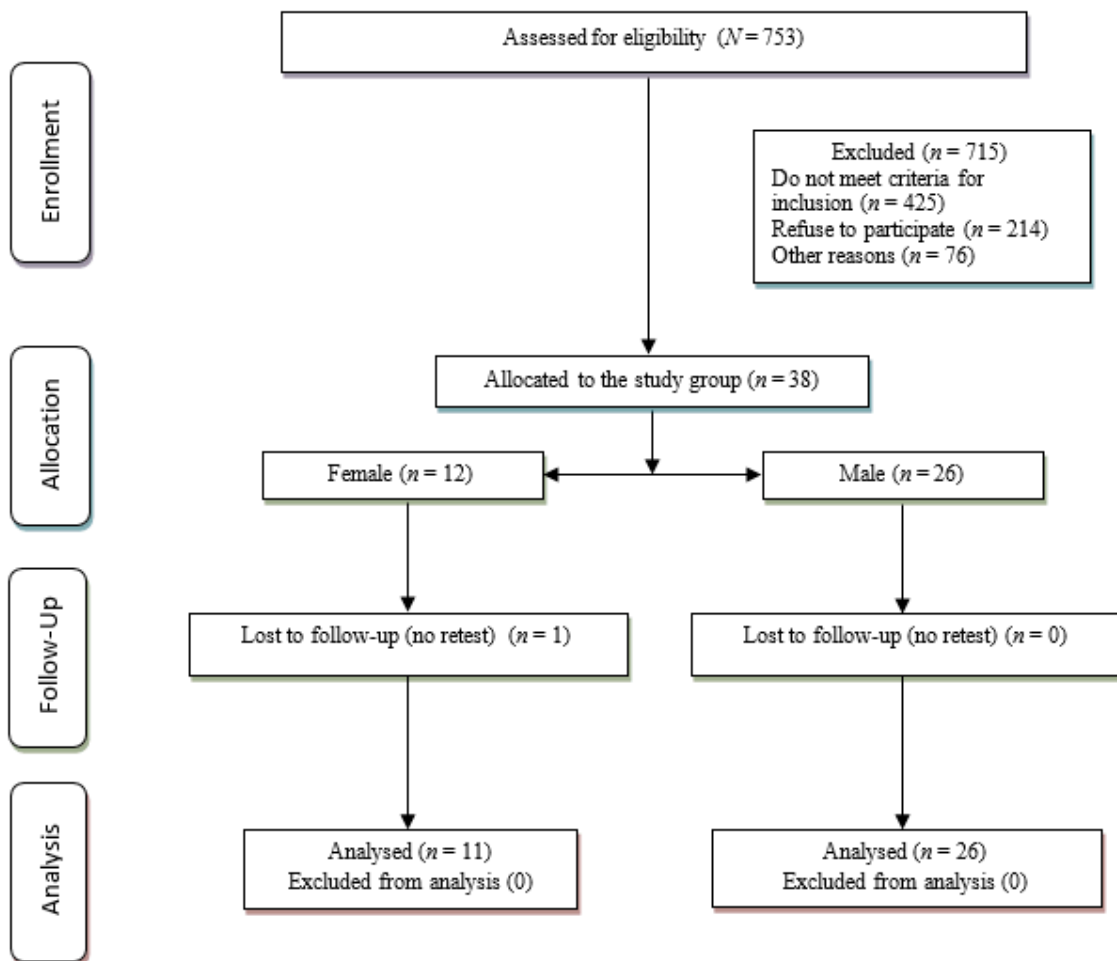 Assessed for eligibility (N = 753)
Enrollment
Excluded (n = 715)
Do not meet criteria for
inclusion (n = 425)
Refuse to participate (n = 214)
Other reasons (n = 76)
Allocation
Allocated to the study group (n = 38)
Female (n = 12)
Male (n = 26)
Follow-Up
Lost to follow-up (no retest) (n = 1)
Lost to follow-up (no retest) (n = 0)
Analysis
Analysed (n = 11)
Excluded from analysis (0)
Analysed (n = 26)
Excluded from analysis (0)